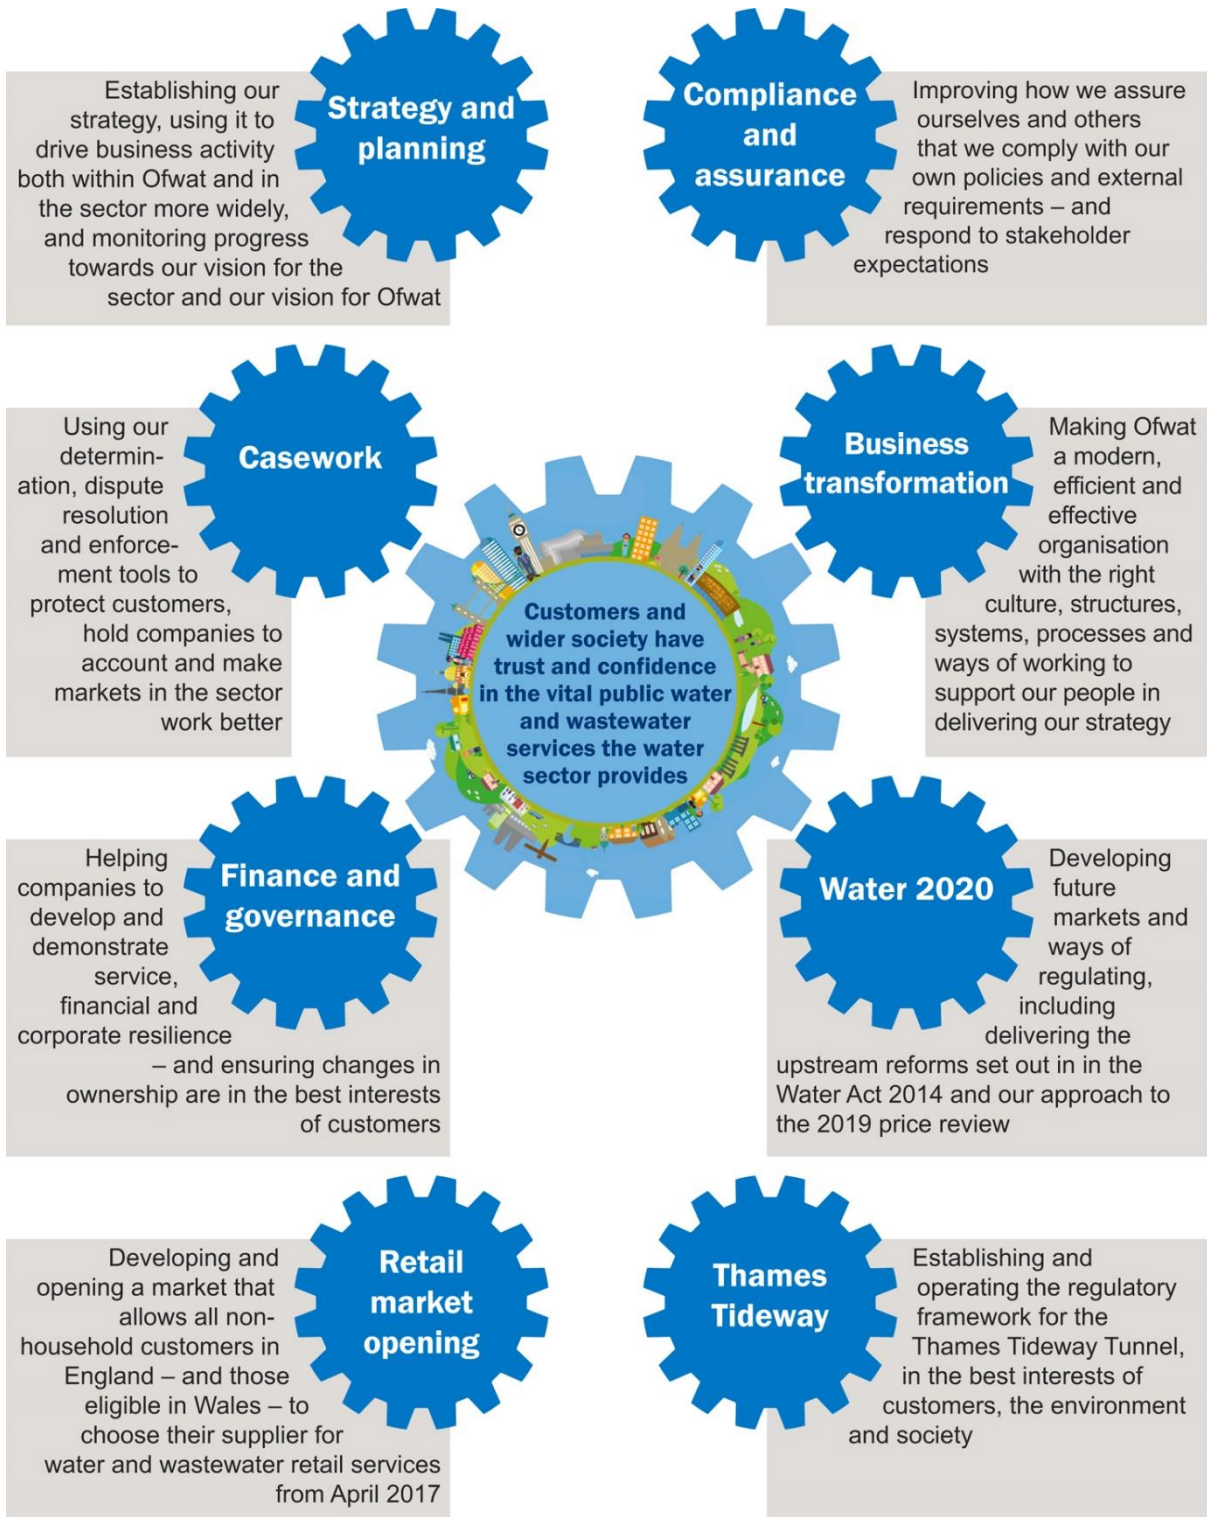 Strategy and
planning
Establishing our
strategy, using it to
drive business activity
both within Ofwat and in
the sector more widely,
and monitoring progress
towards our vision for the
sector and our vision for Ofwat
Compliance
and
assurance
Improving how we assure
ourselves and others
that we comply with our
own policies and external
requirements – and
respond to stakeholder
expectations
Casework
Using our
determin-
ation, dispute
resolution
and enforce-
ment tools to
protect customers,
hold companies to
account and make
markets in the sector
work better
Business
transformation
Making Ofwat
a modern,
efficient and
effective
organisation
with the right
culture, structures,
systems, processes and
ways of working to
support our people in
delivering our strategy
Customers and
wider society have
trust and confidence
in the vital public water
and wastewater
services the water
sector provides
Finance and
governance
Helping
companies to
develop and
demonstrate
service,
financial and
corporate resilience
– and ensuring changes in
ownership are in the best interests
of customers
Water 2020
Developing
future
markets and
ways of
regulating,
including
delivering the
upstream reforms set out in in the
Water Act 2014 and our approach to
the 2019 price review
Retail
market
opening
Developing and
opening a market that
allows all non-
household customers in
England – and those
eligible in Wales – to
choose their supplier for
water and wastewater retail services
from April 2017
Thames
Tideway
Establishing and
operating the regulatory
framework for the
Thames Tideway Tunnel,
in the best interests of
customers, the environment
and society